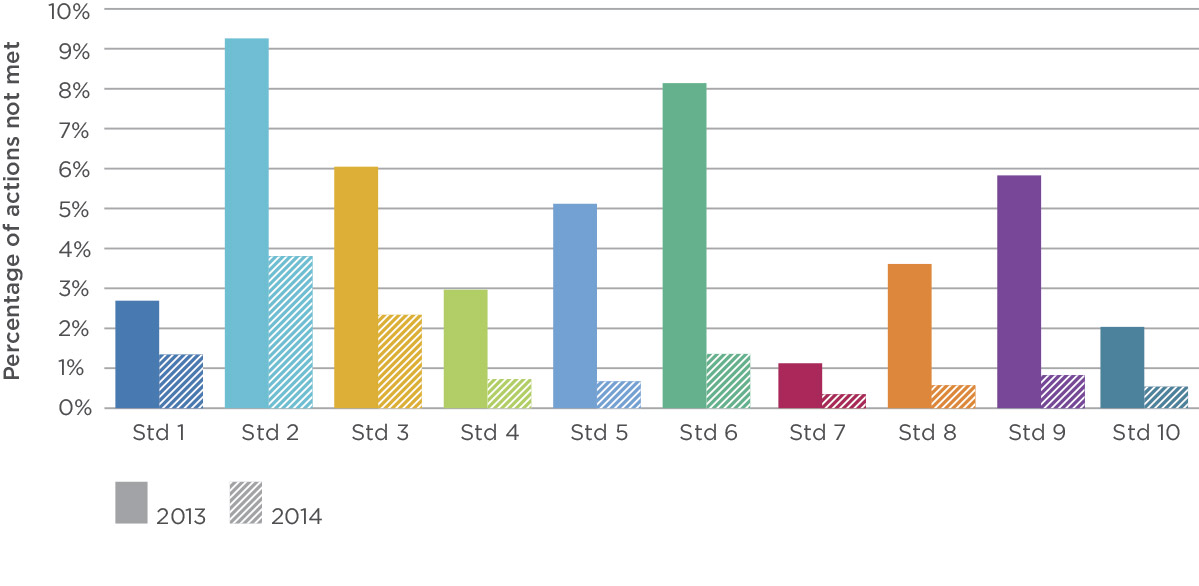 Percentage of actions not met
10%
9%
8%
7%
6%
5%
4%
3%
2%
1%
0%
Std 1
Std 2
Std 3
Std 4
Std 5
Std 6
Std 7
Std 8
Std 9
Std 10
2013
2014